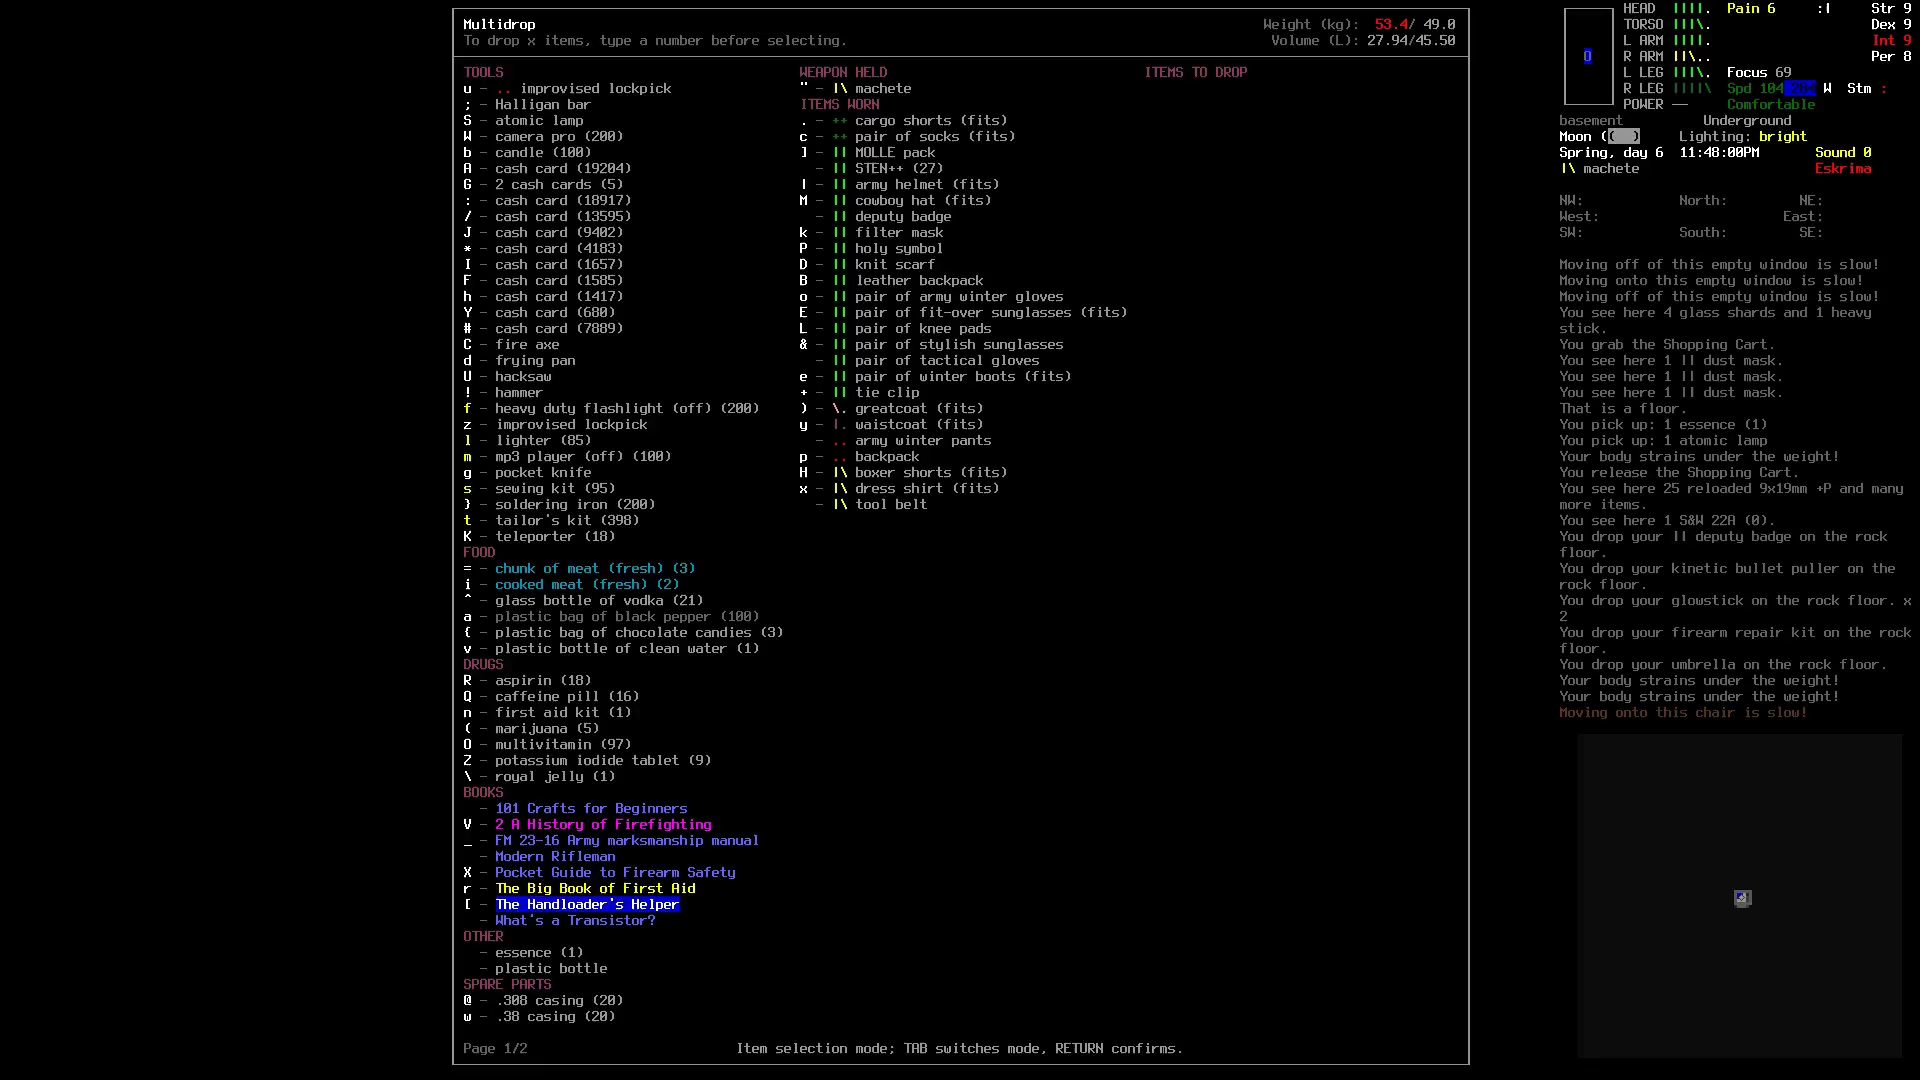 Multidrop
Weight (kg):  53.4/ 49.0
To drop x items, type a number before selecting.
Volume (L): 27.94/45.50
TOOLS
u - .. improvised lockpick
; - Halligan bar
S - atomic lamp
W - camera pro (200)
b - candle (100)
A - cash card (19204)
G - 2 cash cards (5)
: - cash card (18917)
/ - cash card (13595)
J - cash card (9402)
* - cash card (4183)
I - cash card (1657)
F - cash card (1585)
h - cash card (1417)
Y - cash card (680)
# - cash card (7889)
C - fire axe
d - frying pan
U - hacksaw
! - hammer
f - heavy duty flashlight (off) (200)
z - improvised lockpick
l - lighter (85)
m - mp3 player (off) (100)
g - pocket knife
s - sewing kit (95)
} - soldering iron (200)
t - tailor's kit (398)
K - teleporter (18)
FOOD
= - chunk of meat (fresh) (3)
i - cooked meat (fresh) (2)
^ - glass bottle of vodka (21)
a - plastic bag of black pepper (100)
{ - plastic bag of chocolate candies (3)
v - plastic bottle of clean water (1)
DRUGS
R - aspirin (18)
Q - caffeine pill (16)
n - first aid kit (1)
( - marijuana (5)
O - multivitamin (97)
Z - potassium iodide tablet (9)
\ - royal jelly (1)
BOOKS
- 101 Crafts for Beginners
V - 2 A History of Firefighting
_ - FM 23-16 Army marksmanship manual
- Modern Rifleman
X - Pocket Guide to Firearm Safety
r - The Big Book of First Aid
[ - The Handloader's Helper
- What's a Transistor?
OTHER
- essence (1)
- plastic bottle
SPARE PARTS
@ - .308 casing (20)
w - .38 casing (20)
WEAPON HELD
" - |\ machete
ITEMS WORN
. - ++ cargo shorts (fits)
c - ++ pair of socks (fits)
] - || MOLLE pack
- || STEN++ (27)
| - || army helmet (fits)
M - || cowboy hat (fits)
- || deputy badge
k - || filter mask
P - || holy symbol
D - || knit scarf
B - || leather backpack
o - || pair of army winter gloves
E - || pair of fit-over sunglasses (fits)
L - || pair of knee pads
& - || pair of stylish sunglasses
- || pair of tactical gloves
e - || pair of winter boots (fits)
+ - || tie clip
) - \. greatcoat (fits)
y - |. waistcoat (fits)
- .. army winter pants
p - .. backpack
H - |\ boxer shorts (fits)
x - |\ dress shirt (fits)
- |\ tool belt
ITEMS TO DROP
Page 1/2
Item selection mode; TAB switches mode, RETURN confirms.
HEAD ||||. Pain 6 :| Str 9
TORSO |||\. Dex 9
L ARM ||||. Int 9
R ARM ||\.. Per 8
L LEG |||\. Focus 69
R LEG ||||\ Spd 104 W Stm :
POWER -- Comfortable
basement Underground
Moon (( ) Lighting: bright
Spring, day 6 11:48:00PM Sound 0
|\ machete Eskrima
NW: North: NE:
West: East:
SW: South: SE:
Moving off of this empty window is slow!
Moving onto this empty window is slow!
Moving off of this empty window is slow!
You see here 4 glass shards and 1 heavy
stick.
You grab the Shopping Cart.
You see here 1 || dust mask.
You see here 1 || dust mask.
You see here 1 || dust mask.
That is a floor.
You pick up: 1 essence (1)
You pick up: 1 atomic lamp
Your body strains under the weight!
You release the Shopping Cart.
You see here 25 reloaded 9x19mm +P and many
more items.
You see here 1 S&W 22A (0).
You drop your || deputy badge on the rock
floor.
You drop your kinetic bullet puller on the
rock floor.
You drop your glowstick on the rock floor. x
2
You drop your firearm repair kit on the rock
floor.
You drop your umbrella on the rock floor.
Your body strains under the weight!
Your body strains under the weight!
Moving onto this chair is slow!